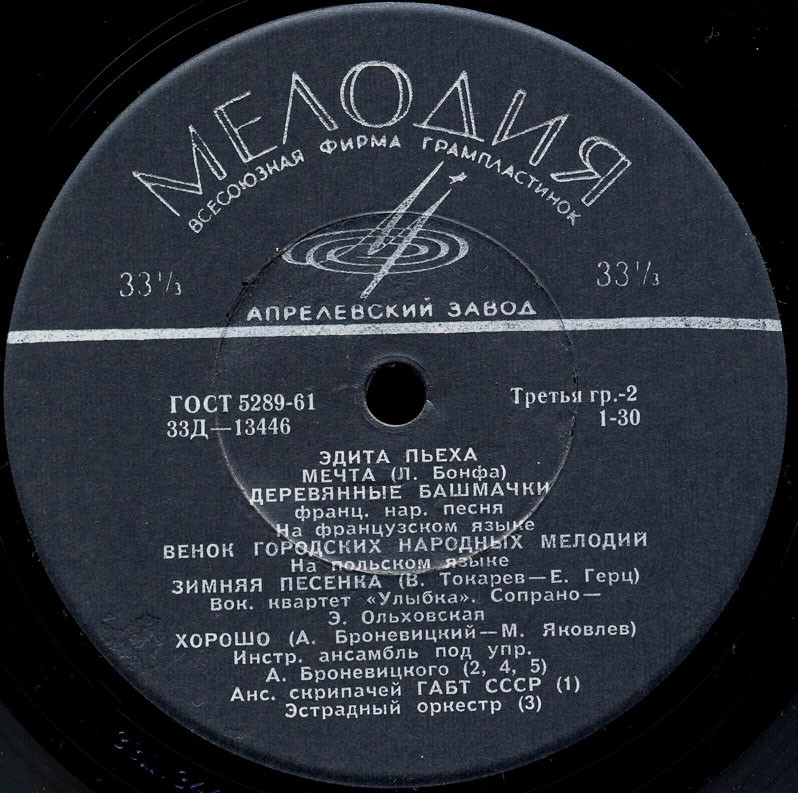 МЕЛОДИЯ
ВСЕСОЮЗНАЯ ФИРМА ГРАМПЛАСТИНОК
33⅓ 33⅓
АПРЕЛЕВСКИЙ ЗАВОД
ГОСТ 5289-61 Третья гр.-2
33Д—13446 1-30
ЭДИТА ПЬЕХА
МЕЧТА (Л. Бонфа)
ДЕРЕВЯННЫЕ БАШМАЧКИ
франц. нар. песня
На французском языке
ВЕНОК ГОРОДСКИХ НАРОДНЫХ МЕЛОДИЙ
На польском языке
ЗИМНЯЯ ПЕСЕНКА (В. Токарев—Е. Герц)
Вок. квартет «Улыбка». Сопрано—
Э. Ольховская
ХОРОШО (А. Броневицкий—М. Яковлев)
Инстр. ансамбль под упр.
А. Броневицкого (2, 4, 5)
Анс. скрипачей ГАБТ СССР (1)
Эстрадный оркестр (3)